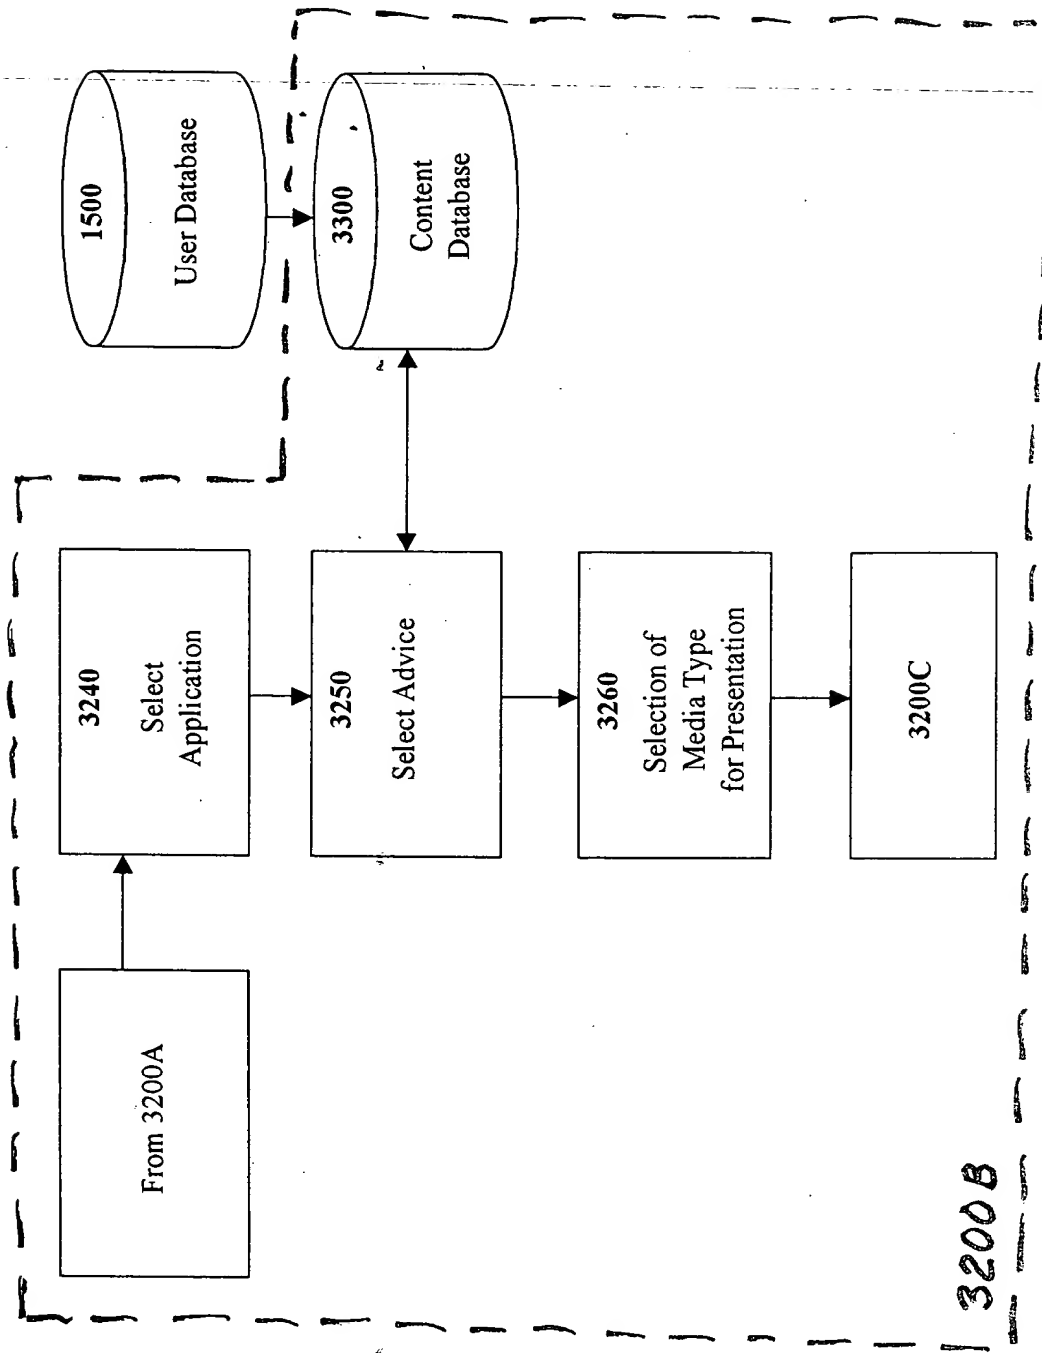 From 3200A
3240
Select
Application
3250
Select Advice
3260
Selection of
Media Type
for Presentation
3200C
1500
User Database
3300
Content
Database
3200B